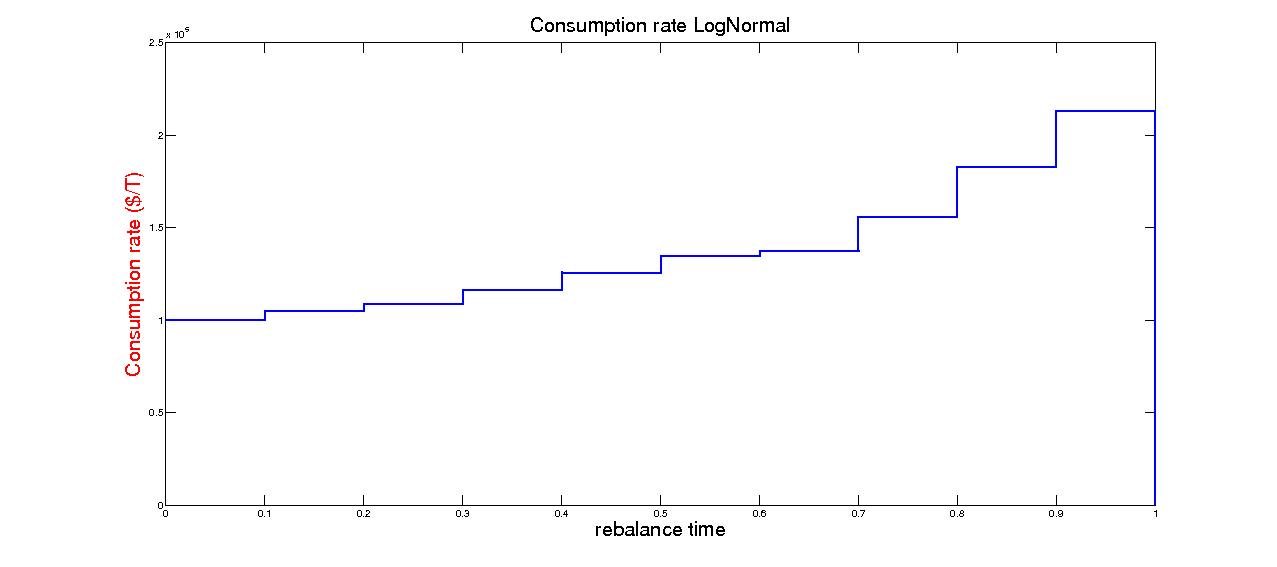 Consumption rate LogNormal
x 10^5
2.5
2
1.5
1
0.5
0
Consumption rate ($/T)
0 0.1 0.2 0.3 0.4 0.5 0.6 0.7 0.8 0.9 1
rebalance time